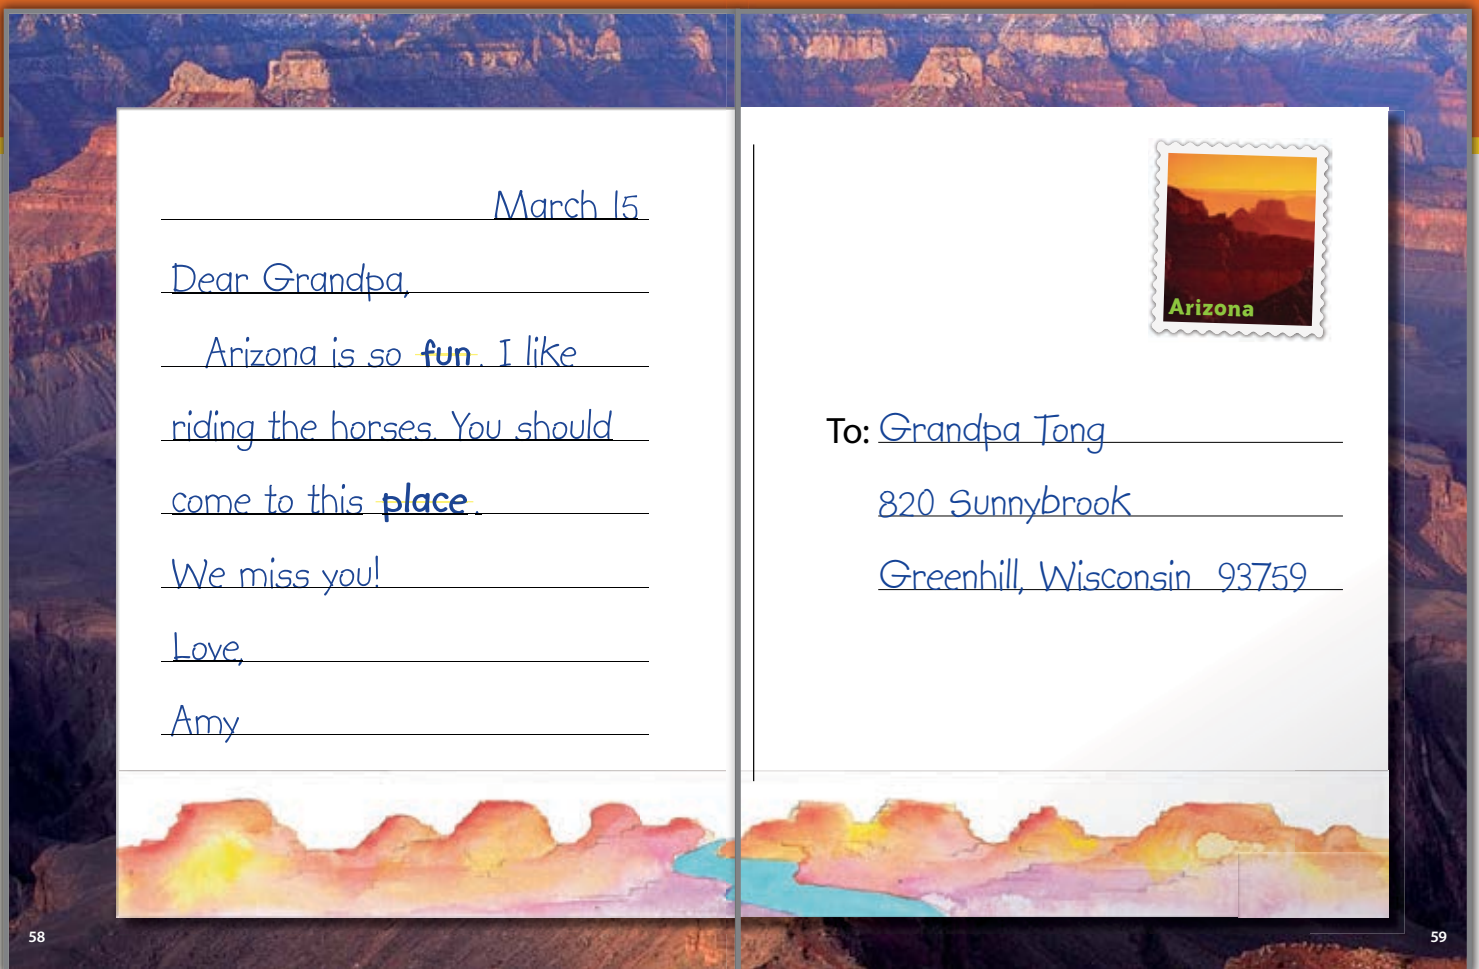 March 15
Dear Grandpa,
Arizona is so fun. I like
riding the horses. You should
come to this place.
We miss you!
Love,
Amy
58
Arizona
To: Grandpa Tong
820 Sunnybrook
Greenhill, Wisconsin 93759
59